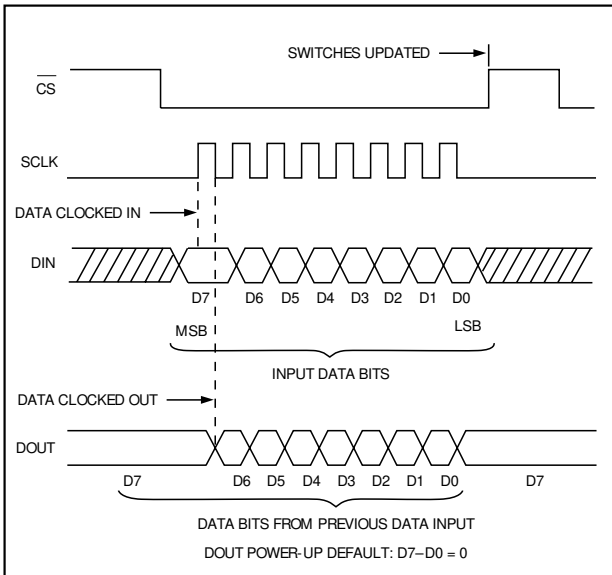 SWITCHES UPDATED
CS
SCLK
DATA CLOCKED IN
DIN
D7 D6 D5 D4 D3 D2 D1 D0
MSB LSB
INPUT DATA BITS
DATA CLOCKED OUT
DOUT
D7 D6 D5 D4 D3 D2 D1 D0 D7
DATA BITS FROM PREVIOUS DATA INPUT
DOUT POWER-UP DEFAULT: D7–D0 = 0